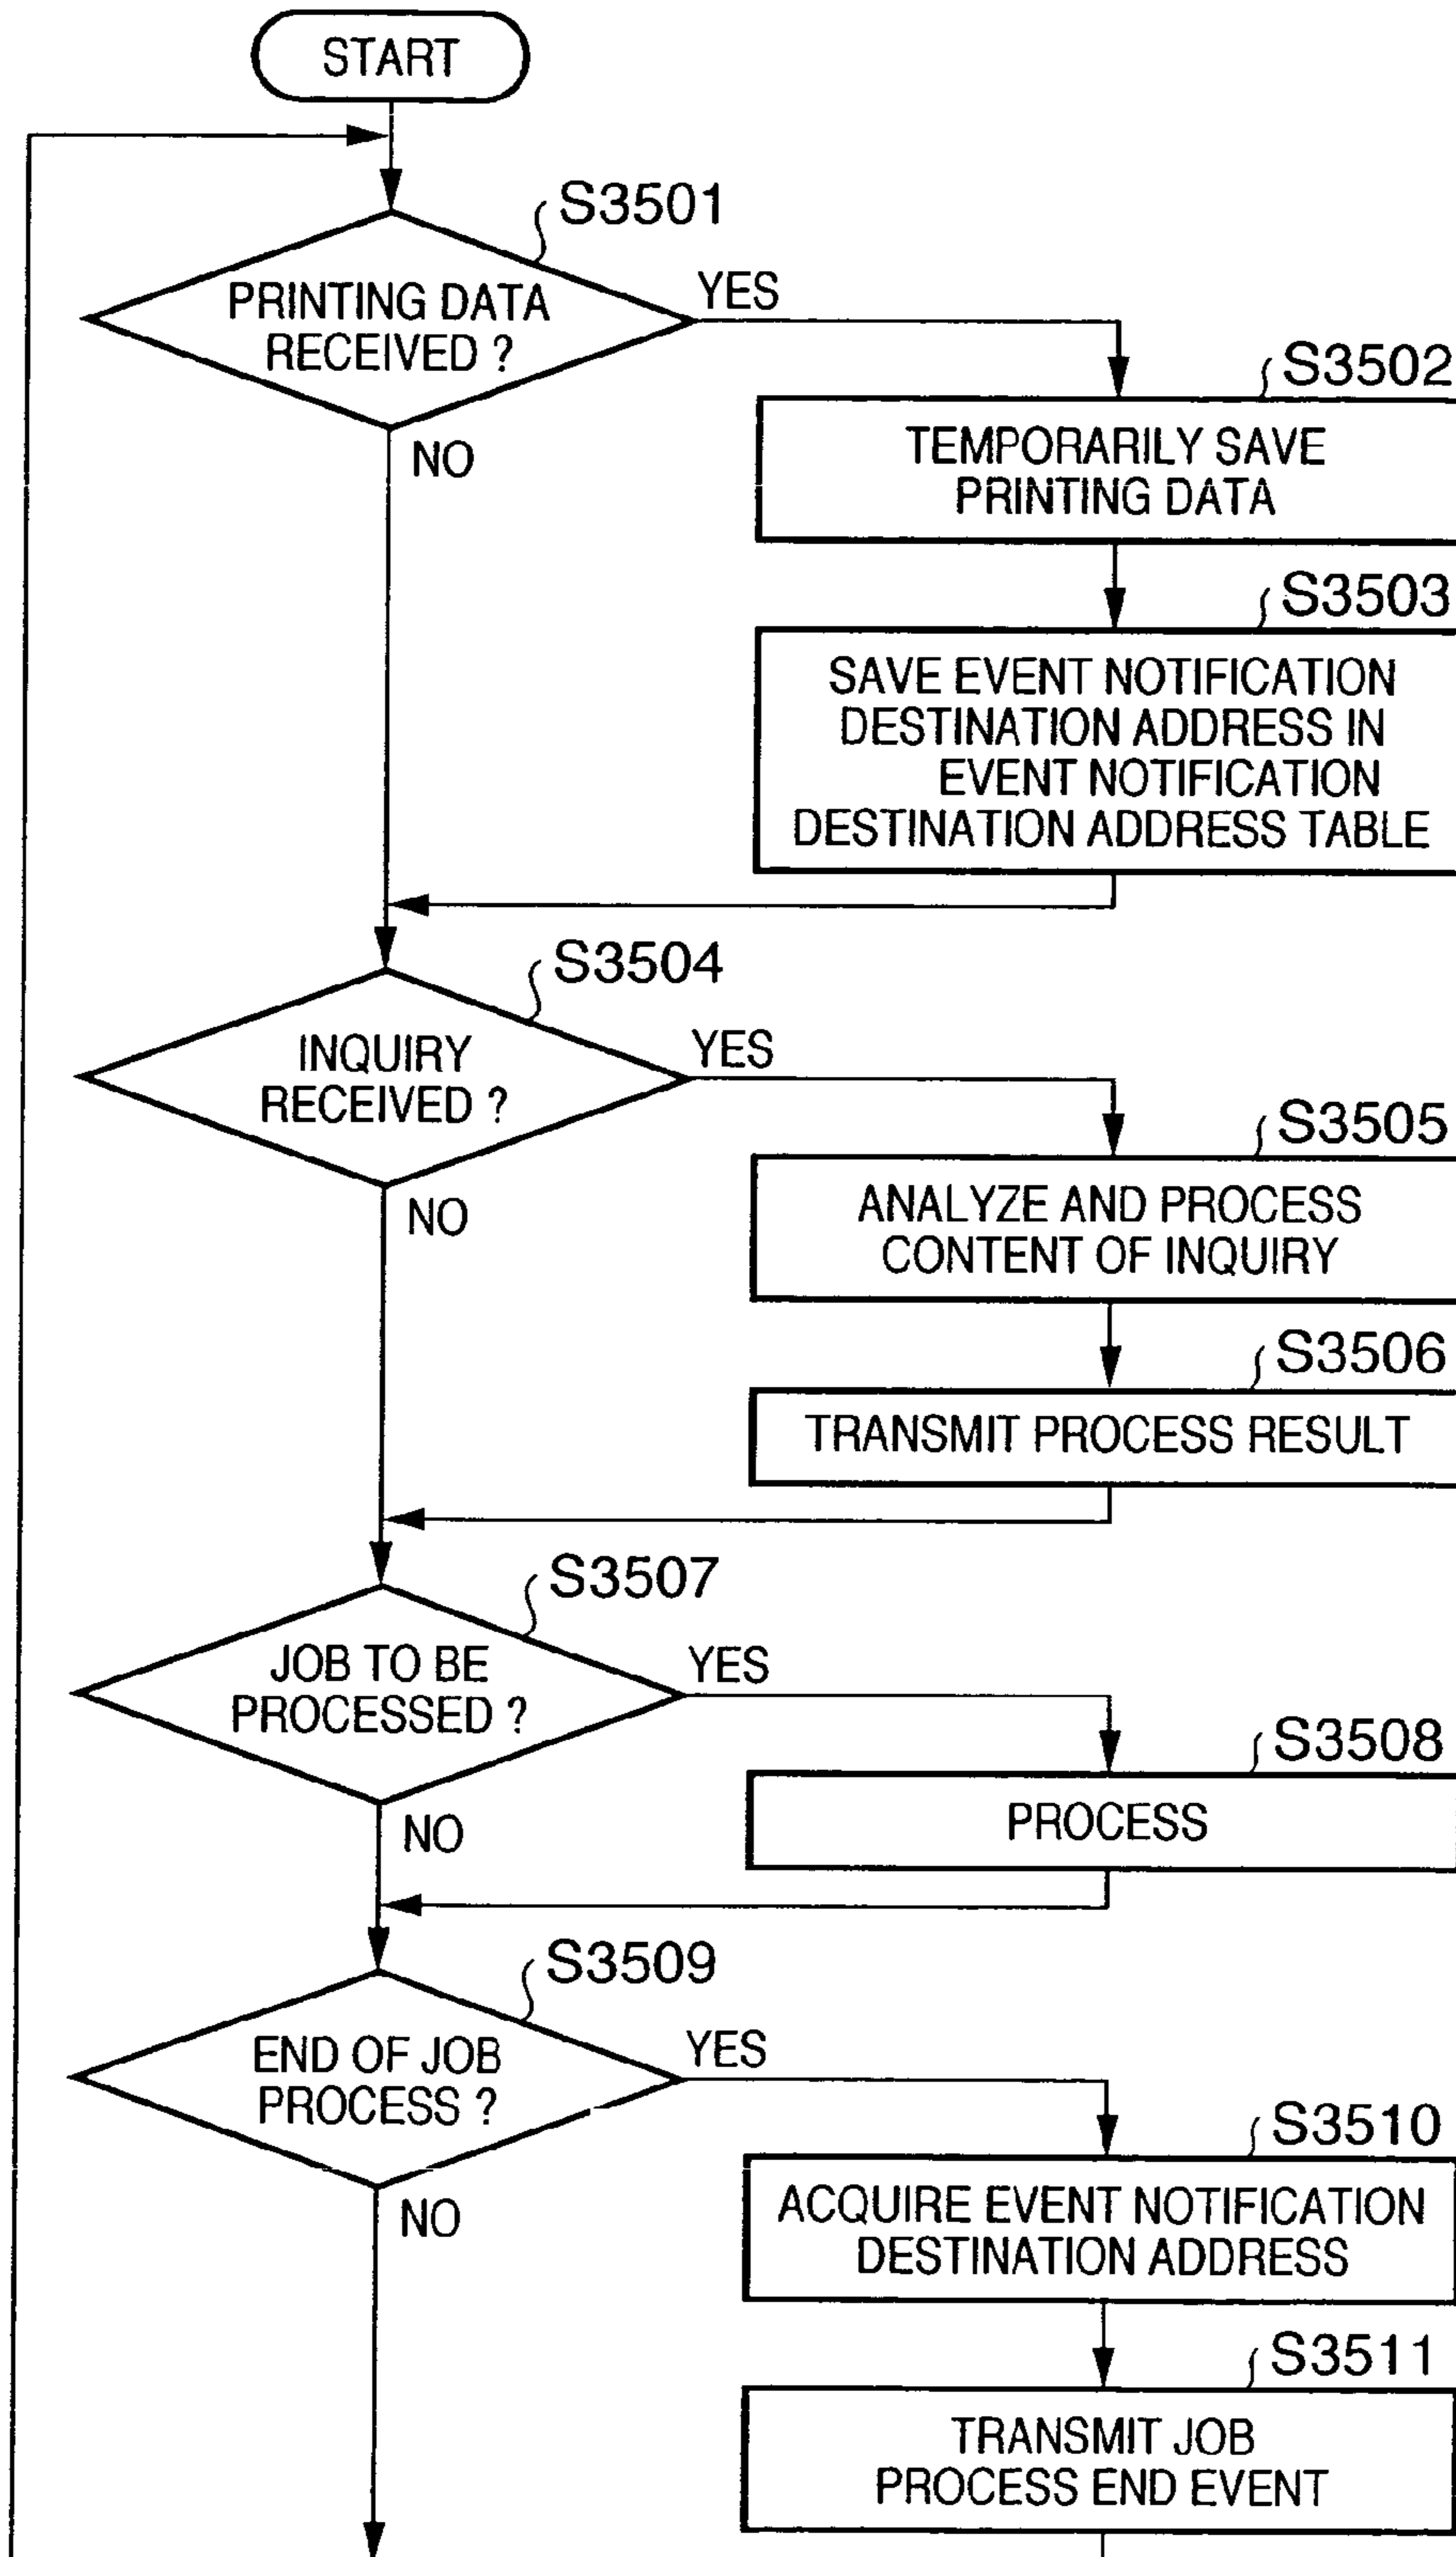 START
S3501
PRINTING DATA
RECEIVED ?
YES
NO
S3502
TEMPORARILY SAVE
PRINTING DATA
S3503
SAVE EVENT NOTIFICATION
DESTINATION ADDRESS IN
EVENT NOTIFICATION
DESTINATION ADDRESS TABLE
S3504
INQUIRY
RECEIVED ?
YES
NO
S3505
ANALYZE AND PROCESS
CONTENT OF INQUIRY
S3506
TRANSMIT PROCESS RESULT
S3507
JOB TO BE
PROCESSED ?
YES
NO
S3508
PROCESS
S3509
END OF JOB
PROCESS ?
YES
NO
S3510
ACQUIRE EVENT NOTIFICATION
DESTINATION ADDRESS
S3511
TRANSMIT JOB
PROCESS END EVENT